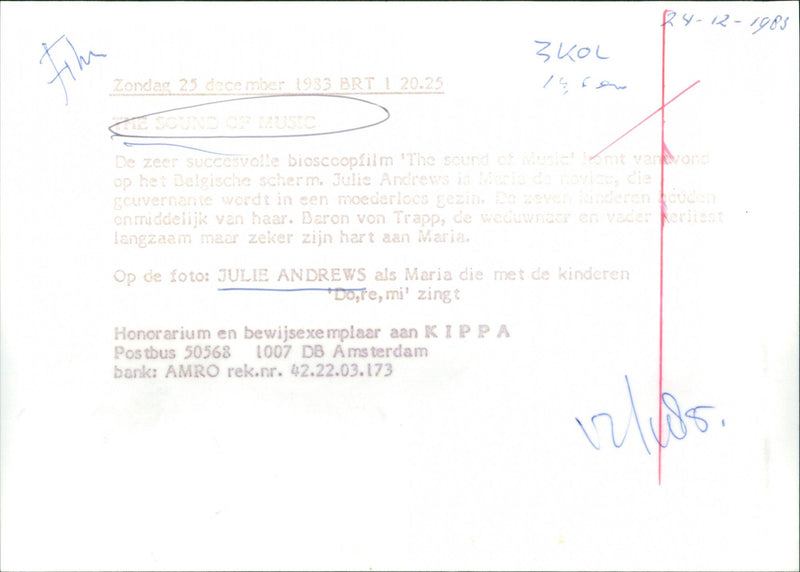 24-12-1983
Film
3 KOL
Zondag 25 december 1983 BRT 1 20.25
THE SOUND OF MUSIC
De zeer succesvolle bioscoopfilm 'The sound of Music' komt vanavond
op het Belgische scherm. Julie Andrews is Maria de novice, die
gouvernante wordt in een moederloos gezin. De zeven kinderen houden
onmiddelijk van haar. Baron von Trapp, de weduwnaar en vader verliest
langzaam maar zeker zijn hart aan Maria.
Op de foto: JULIE ANDREWS als Maria die met de kinderen
'Do,re,mi' zingt
Honorarium en bewijsexemplaar aan K I P P A
Postbus 50568 1007 DB Amsterdam
bank: AMRO rek.nr. 42.22.03.173